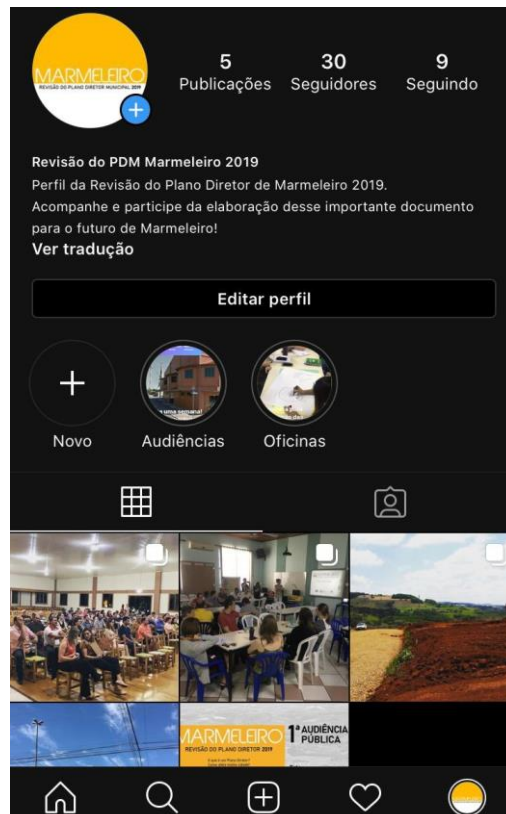 MARMELEIRO
REVISÃO DO PLANO DIRETOR MUNICIPAL 2019
5
Publicações
30
Seguidores
9
Seguindo
Revisão do PDM Marmeleiro 2019
Perfil da Revisão do Plano Diretor de Marmeleiro 2019.
Acompanhe e participe da elaboração desse importante documento
para o futuro de Marmeleiro!
Ver tradução
Editar perfil
uma semana!
Novo
Audiências
Oficinas
MARMELEIRO
REVISÃO DO PLANO DIRETOR 2019
1ª AUDIÊNCIA
PÚBLICA